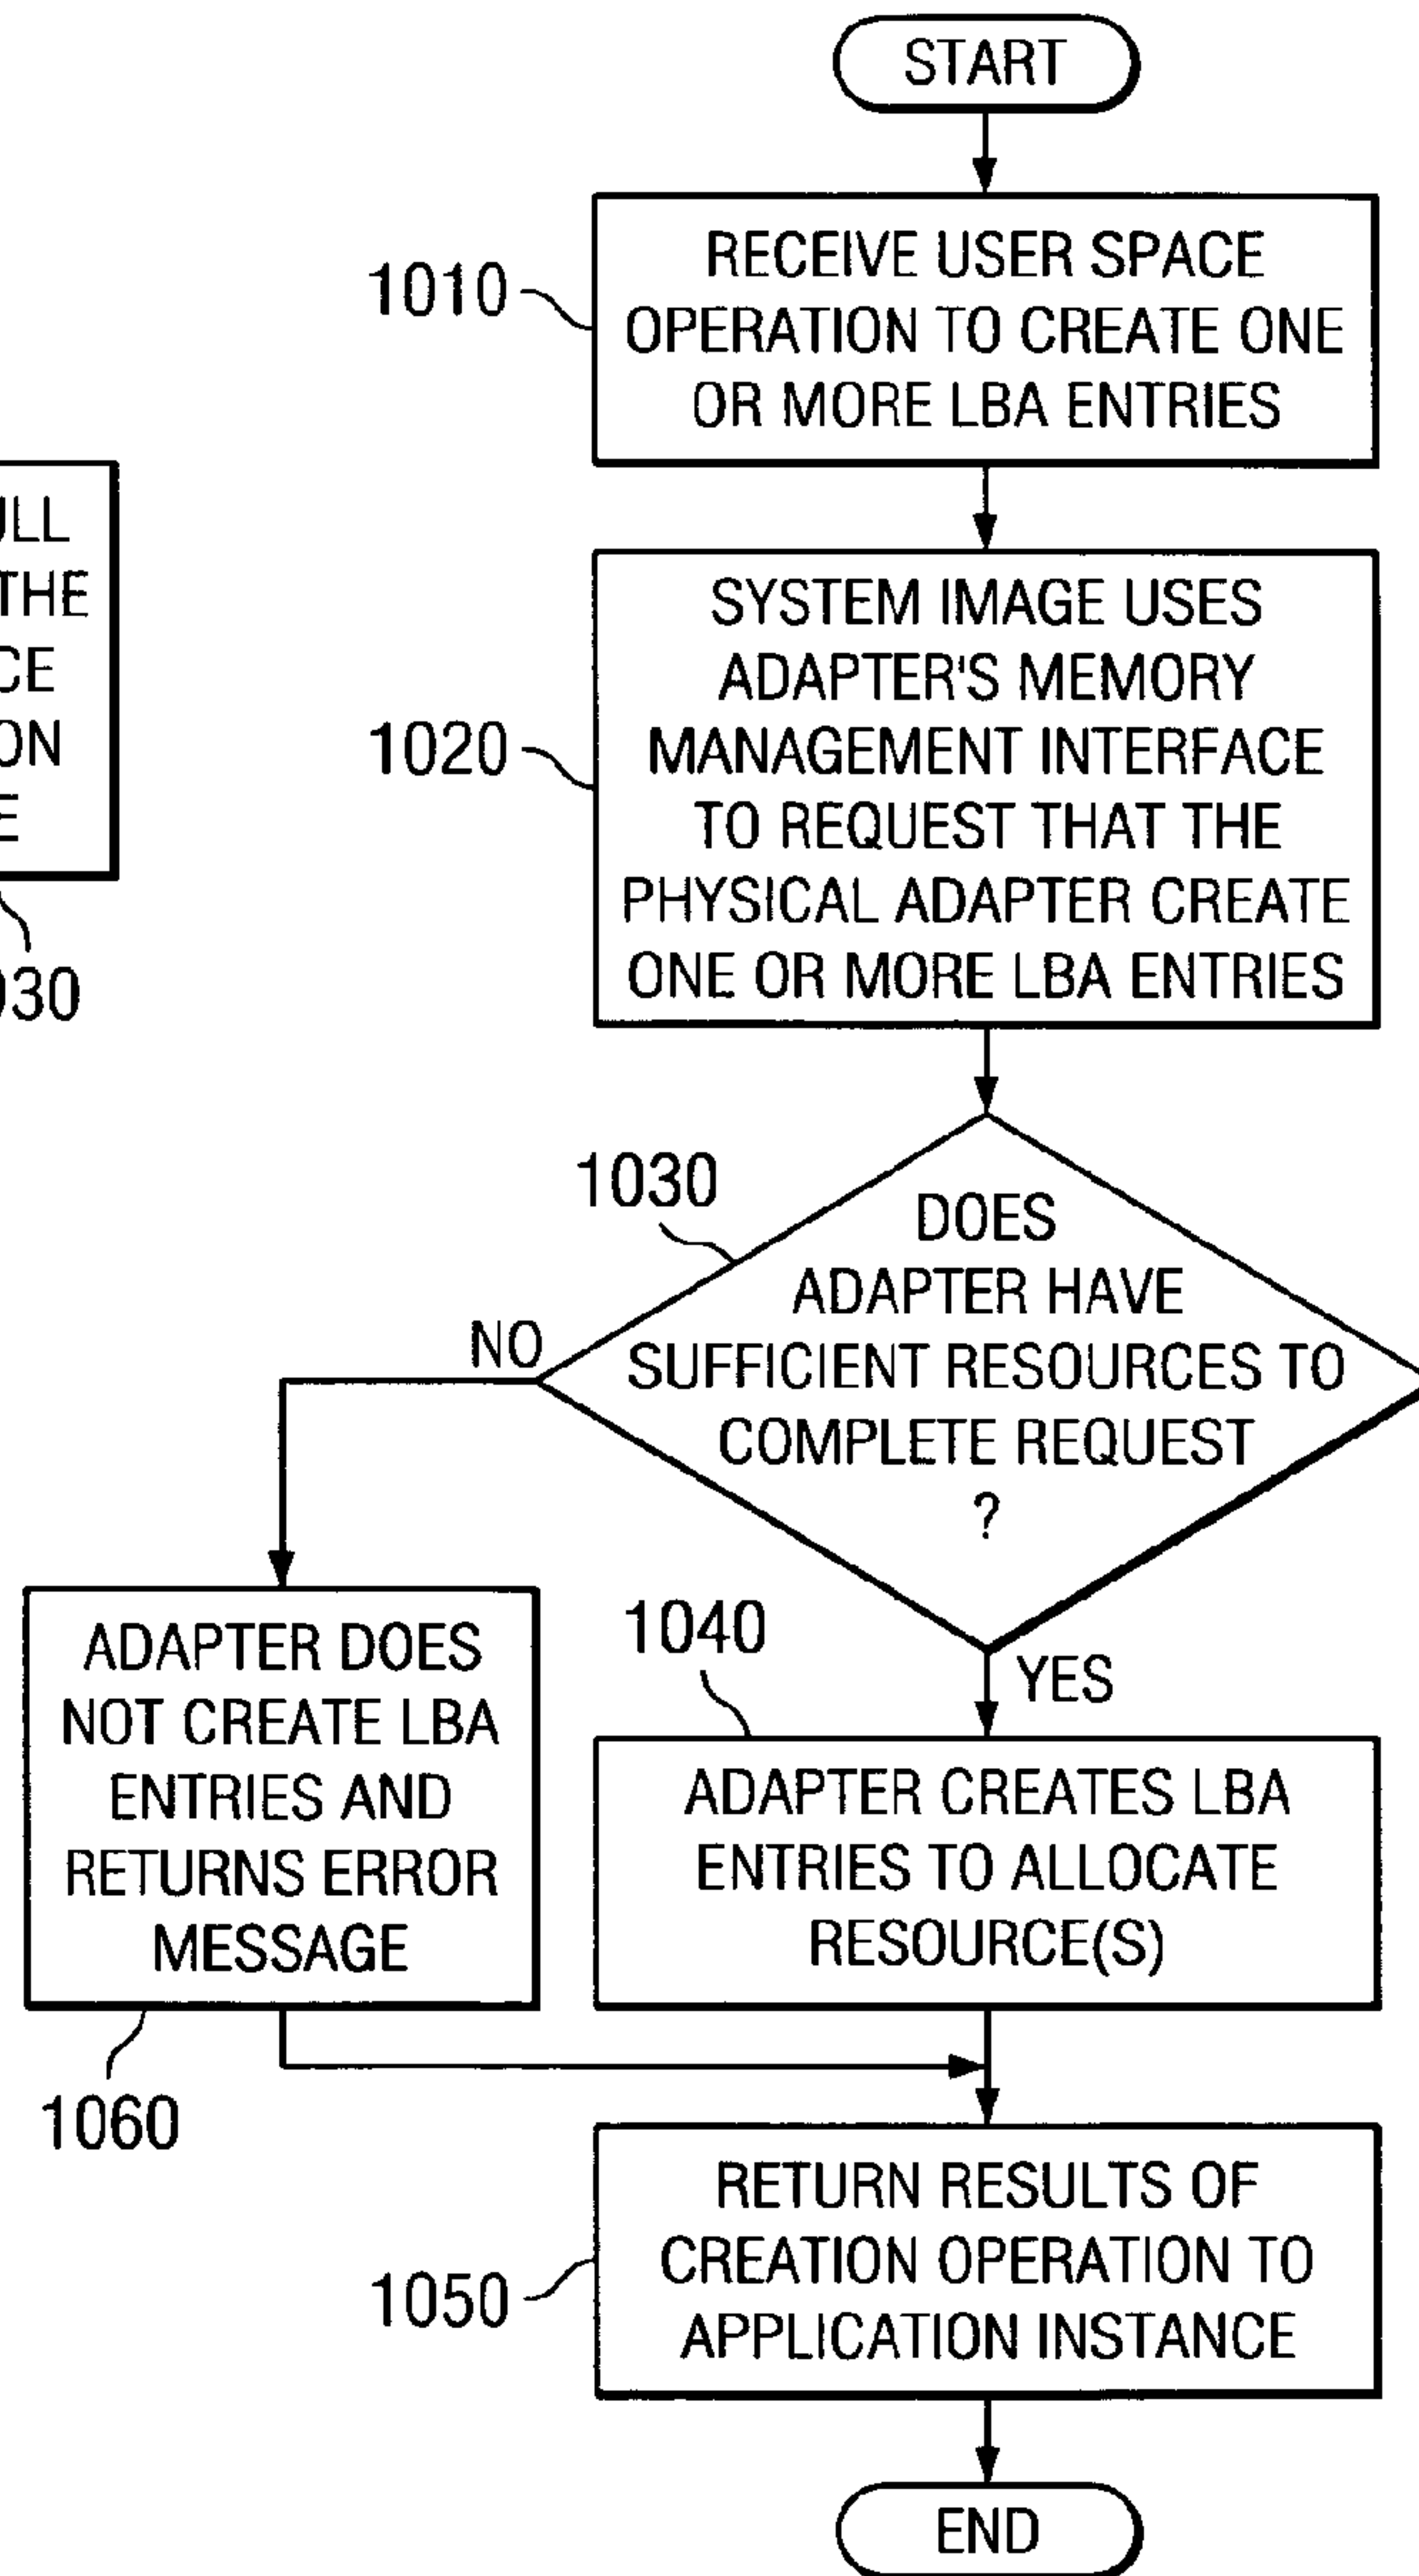 START
1010
RECEIVE USER SPACE
OPERATION TO CREATE ONE
OR MORE LBA ENTRIES
THE
1020
SYSTEM IMAGE USES
ADAPTER'S MEMORY
MANAGEMENT INTERFACE
TO REQUEST THAT THE
PHYSICAL ADAPTER CREATE
ONE OR MORE LBA ENTRIES
1030
DOES
ADAPTER HAVE
SUFFICIENT RESOURCES TO
COMPLETE REQUEST
?
NO
YES
1060
ADAPTER DOES
NOT CREATE LBA
ENTRIES AND
RETURNS ERROR
MESSAGE
1040
ADAPTER CREATES LBA
ENTRIES TO ALLOCATE
RESOURCE(S)
1050
RETURN RESULTS OF
CREATION OPERATION TO
APPLICATION INSTANCE
END